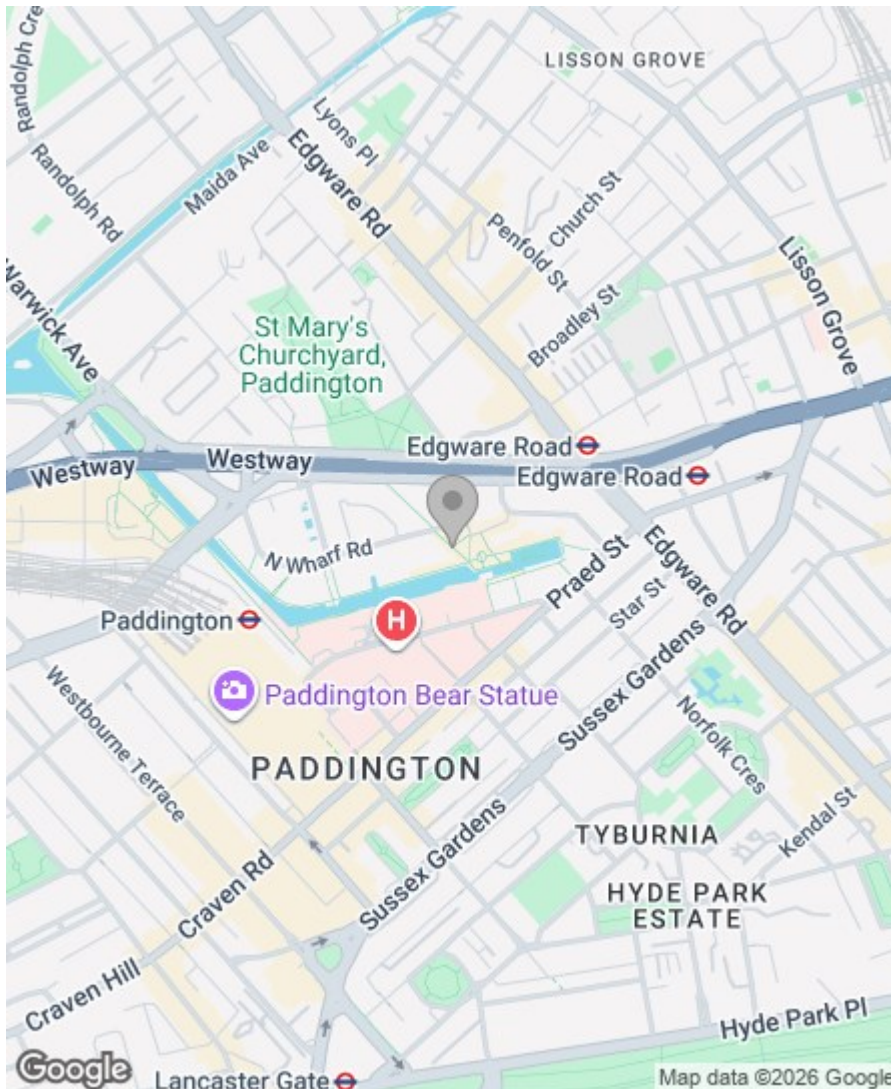 Randolph Cre
LISSON GROVE
Lyons Pl
Edgware Rd
Maida Ave
Randolph Rd
Church St
Penfold St
Lisson Grove
Warwick Ave
Broadley St
St Mary's
Churchyard,
Paddington
Edgware Road
Westway
Westway
Edgware Road
N Wharf Rd
Praed St
Edgware Rd
Star St
Paddington
H
Paddington Bear Statue
Westbourne Terrace
Sussex Gardens
Norfolk Cres
PADDINGTON
Kendal St
TYBURNIA
Craven Rd
Sussex Gardens
HYDE PARK
ESTATE
Craven Hill
Hyde Park Pl
Google
Lancaster Gate
Map data ©2026 Google